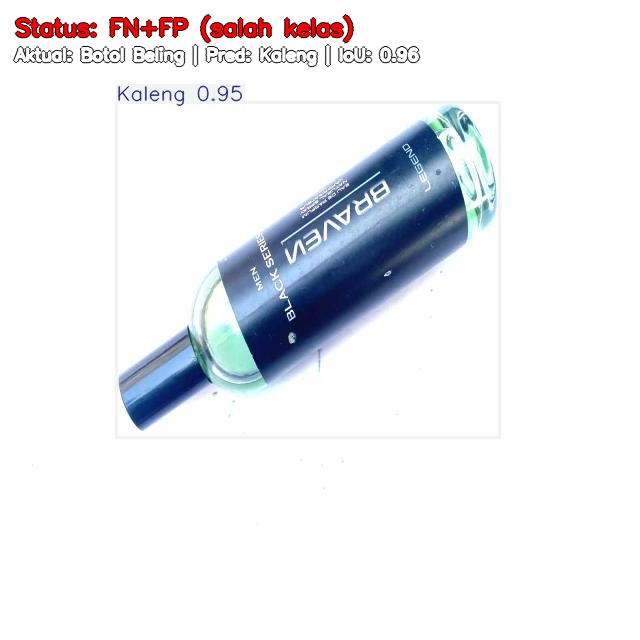 Status: FN+FP (salah kelas)
Aktual: Botol Beling | Pred: Kaleng | IoU: 0.96
Kaleng 0.95
LEGEND
BRAVEN
BLACK SERIES
MEN